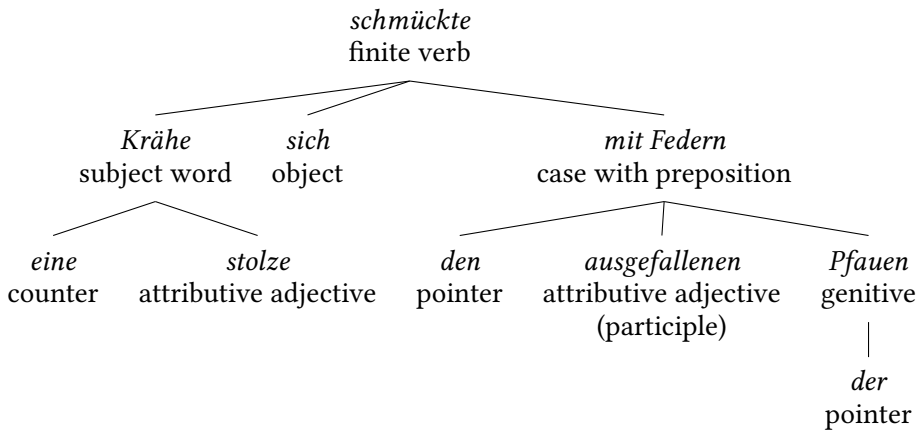 schmückte
finite verb
Krähe
subject word
sich
object
mit Federn
case with preposition
eine
counter
stolze
attributive adjective
den
pointer
ausgefallenen
attributive adjective
(participle)
Pfauen
genitive
der
pointer